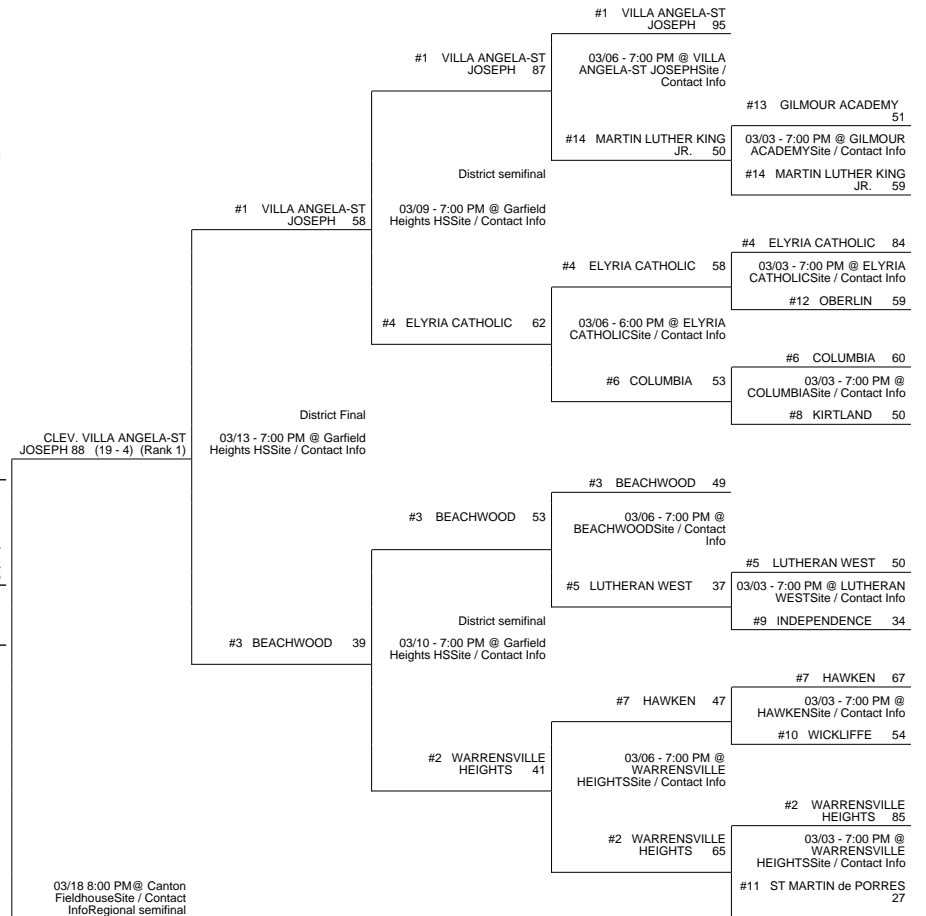 #1 VILLA ANGELA-ST
JOSEPH 95
#1 VILLA ANGELA-ST
JOSEPH 87
03/06 - 7:00 PM @ VILLA
ANGELA-ST JOSEPHSite /
Contact Info
#13 GILMOUR ACADEMY
51
#14 MARTIN LUTHER KING
JR. 50
03/03 - 7:00 PM @ GILMOUR
ACADEMYSite / Contact Info
District semifinal
#14 MARTIN LUTHER KING
JR. 59
#1 VILLA ANGELA-ST
JOSEPH 58
03/09 - 7:00 PM @ Garfield
Heights HSSite / Contact Info
#4 ELYRIA CATHOLIC 84
#4 ELYRIA CATHOLIC 58
03/03 - 7:00 PM @ ELYRIA
CATHOLICSite / Contact Info
#12 OBERLIN 59
#4 ELYRIA CATHOLIC 62
03/06 - 6:00 PM @ ELYRIA
CATHOLICSite / Contact Info
#6 COLUMBIA 60
#6 COLUMBIA 53
03/03 - 7:00 PM @
COLUMBIASite / Contact Info
#8 KIRTLAND 50
District Final
CLEV. VILLA ANGELA-ST
JOSEPH 88 (19 - 4) (Rank 1)
03/13 - 7:00 PM @ Garfield
Heights HSSite / Contact Info
#3 BEACHWOOD 49
#3 BEACHWOOD 53
03/06 - 7:00 PM @
BEACHWOODSite / Contact
Info
#5 LUTHERAN WEST 50
#5 LUTHERAN WEST 37
03/03 - 7:00 PM @ LUTHERAN
WESTSite / Contact Info
#9 INDEPENDENCE 34
District semifinal
#3 BEACHWOOD 39
03/10 - 7:00 PM @ Garfield
Heights HSSite / Contact Info
#7 HAWKEN 67
#7 HAWKEN 47
03/03 - 7:00 PM @
HAWKENSite / Contact Info
#10 WICKLIFFE 54
#2 WARRENSVILLE
HEIGHTS 41
03/06 - 7:00 PM @
WARRENSVILLE
HEIGHTSSite / Contact Info
#2 WARRENSVILLE
HEIGHTS 85
#2 WARRENSVILLE
HEIGHTS 65
03/03 - 7:00 PM @
WARRENSVILLE
HEIGHTSSite / Contact Info
#11 ST MARTIN de PORRES
27
03/18 8:00 PM@ Canton
FieldhouseSite / Contact
InfoRegional semifinal